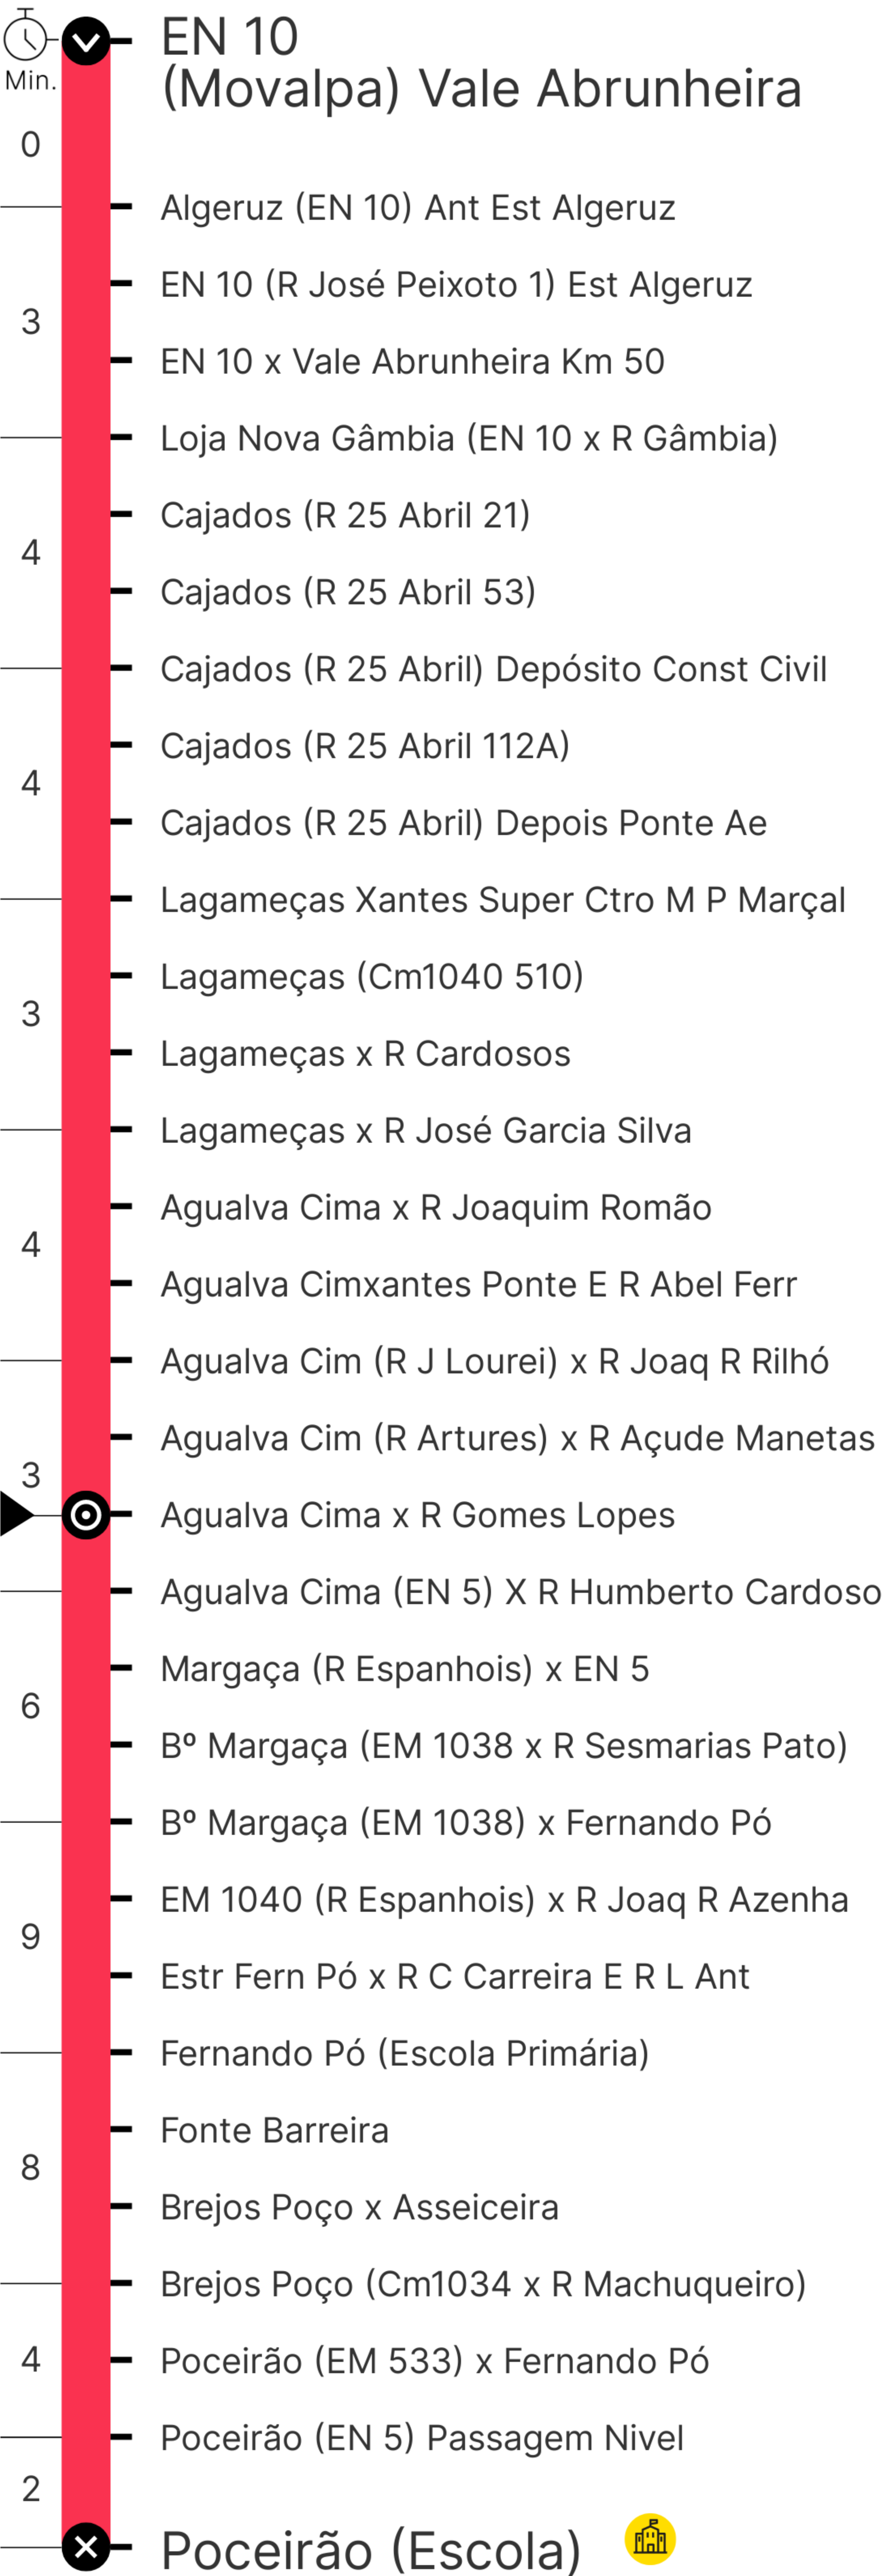 EN 10
(Movalpa) Vale Abrunheira
Min.
0
Algeruz (EN 10) Ant Est Algeruz
EN 10 (R José Peixoto 1) Est Algeruz
3
EN 10 x Vale Abrunheira Km 50
Loja Nova Gâmbia (EN 10 x R Gâmbia)
Cajados (R 25 Abril 21)
4
Cajados (R 25 Abril 53)
Cajados (R 25 Abril) Depósito Const Civil
Cajados (R 25 Abril 112A)
4
Cajados (R 25 Abril) Depois Ponte Ae
Lagameças Xantes Super Ctro M P Marçal
Lagameças (Cm1040 510)
3
Lagameças x R Cardosos
Lagameças x R José Garcia Silva
Agualva Cima x R Joaquim Romão
4
Agualva Cimxantes Ponte E R Abel Ferr
Agualva Cim (R J Lourei) x R Joaq R Rilhó
Agualva Cim (R Artures) x R Açude Manetas
3
Agualva Cima x R Gomes Lopes
Agualva Cima (EN 5) X R Humberto Cardoso
Margaça (R Espanhois) x EN 5
6
Bº Margaça (EM 1038 x R Sesmarias Pato)
Bº Margaça (EM 1038) x Fernando Pó
EM 1040 (R Espanhois) x R Joaq R Azenha
9
Estr Fern Pó x R C Carreira E R L Ant
Fernando Pó (Escola Primária)
Fonte Barreira
8
Brejos Poço x Asseiceira
Brejos Poço (Cm1034 x R Machuqueiro)
4
Poceirão (EM 533) x Fernando Pó
Poceirão (EN 5) Passagem Nivel
2
Poceirão (Escola)